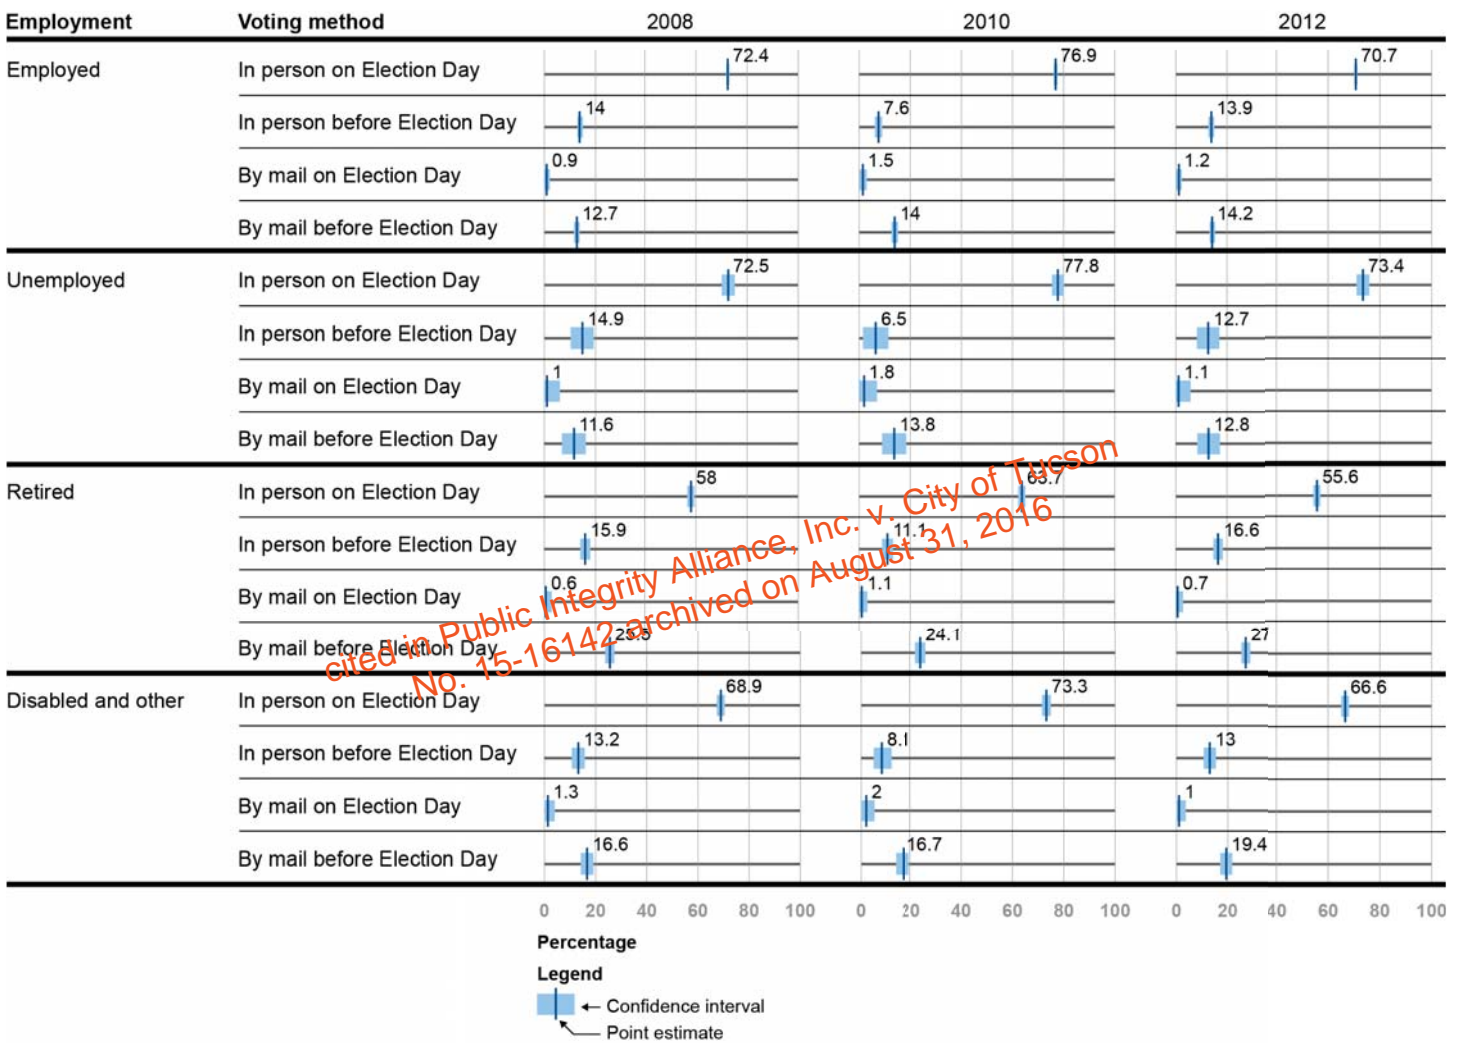 Employment Voting method 2008 2010 2012
Employed In person on Election Day 72.4 76.9 70.7
In person before Election Day 14 7.6 13.9
By mail on Election Day 0.9 1.5 1.2
By mail before Election Day 12.7 14 14.2
Unemployed In person on Election Day 72.5 77.8 73.4
In person before Election Day 14.9 6.5 12.7
By mail on Election Day 1 1.8 1.1
By mail before Election Day 11.6 13.8 12.8
Retired In person on Election Day 58 63.7 55.6
In person before Election Day 15.9 11.1 16.6
By mail on Election Day 0.6 1.1 0.7
By mail before Election Day 25.5 24.1 27
Disabled and other In person on Election Day 68.9 73.3 66.6
In person before Election Day 13.2 8.1 13
By mail on Election Day 1.3 2 1
By mail before Election Day 16.6 16.7 19.4
0 20 40 60 80 100 0 20 40 60 80 100 0 20 40 60 80 100
Percentage
Legend
Confidence interval
Point estimate
cited in Public Integrity Alliance, Inc. v. City of Tucson
No. 15-16142 archived on August 31, 2016